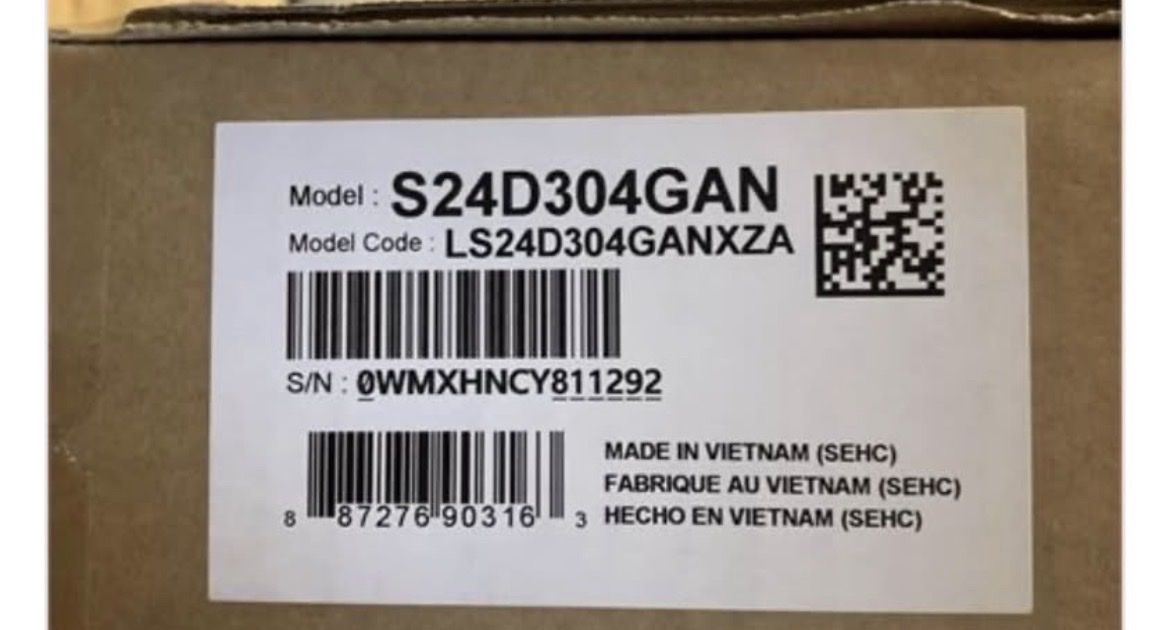 Model : S24D304GAN
Model Code : LS24D304GANXZA
S/N : 0WMXHNCY811292
8 87276 90316 3
MADE IN VIETNAM (SEHC)
FABRIQUE AU VIETNAM (SEHC)
HECHO EN VIETNAM (SEHC)